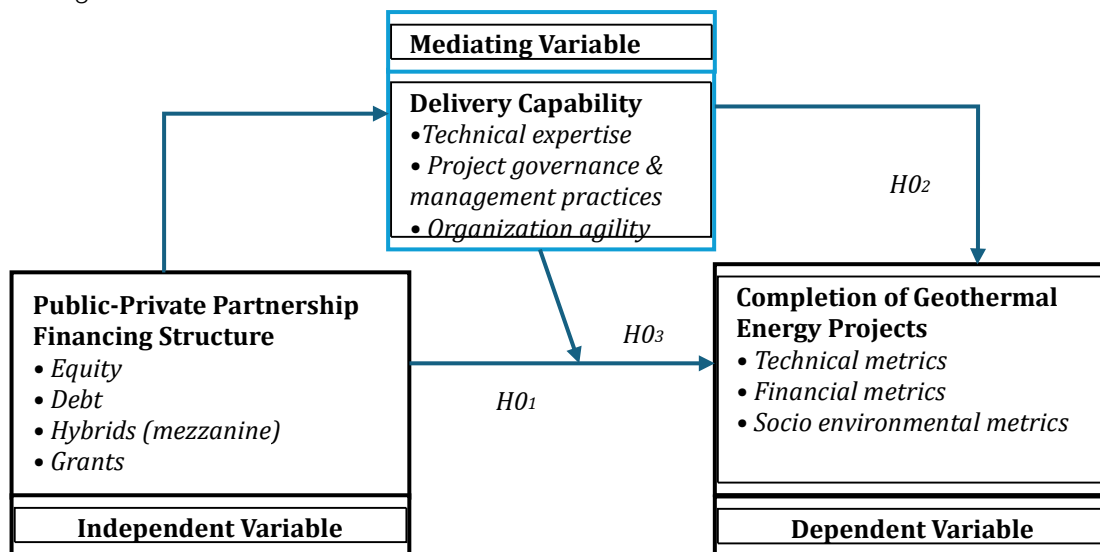 Mediating Variable
Delivery Capability
•Technical expertise
• Project governance &
management practices
• Organization agility
H02
Public-Private Partnership
Financing Structure
• Equity
• Debt
• Hybrids (mezzanine)
• Grants
Independent Variable
H03
H01
Completion of Geothermal
Energy Projects
• Technical metrics
• Financial metrics
• Socio environmental metrics
Dependent Variable